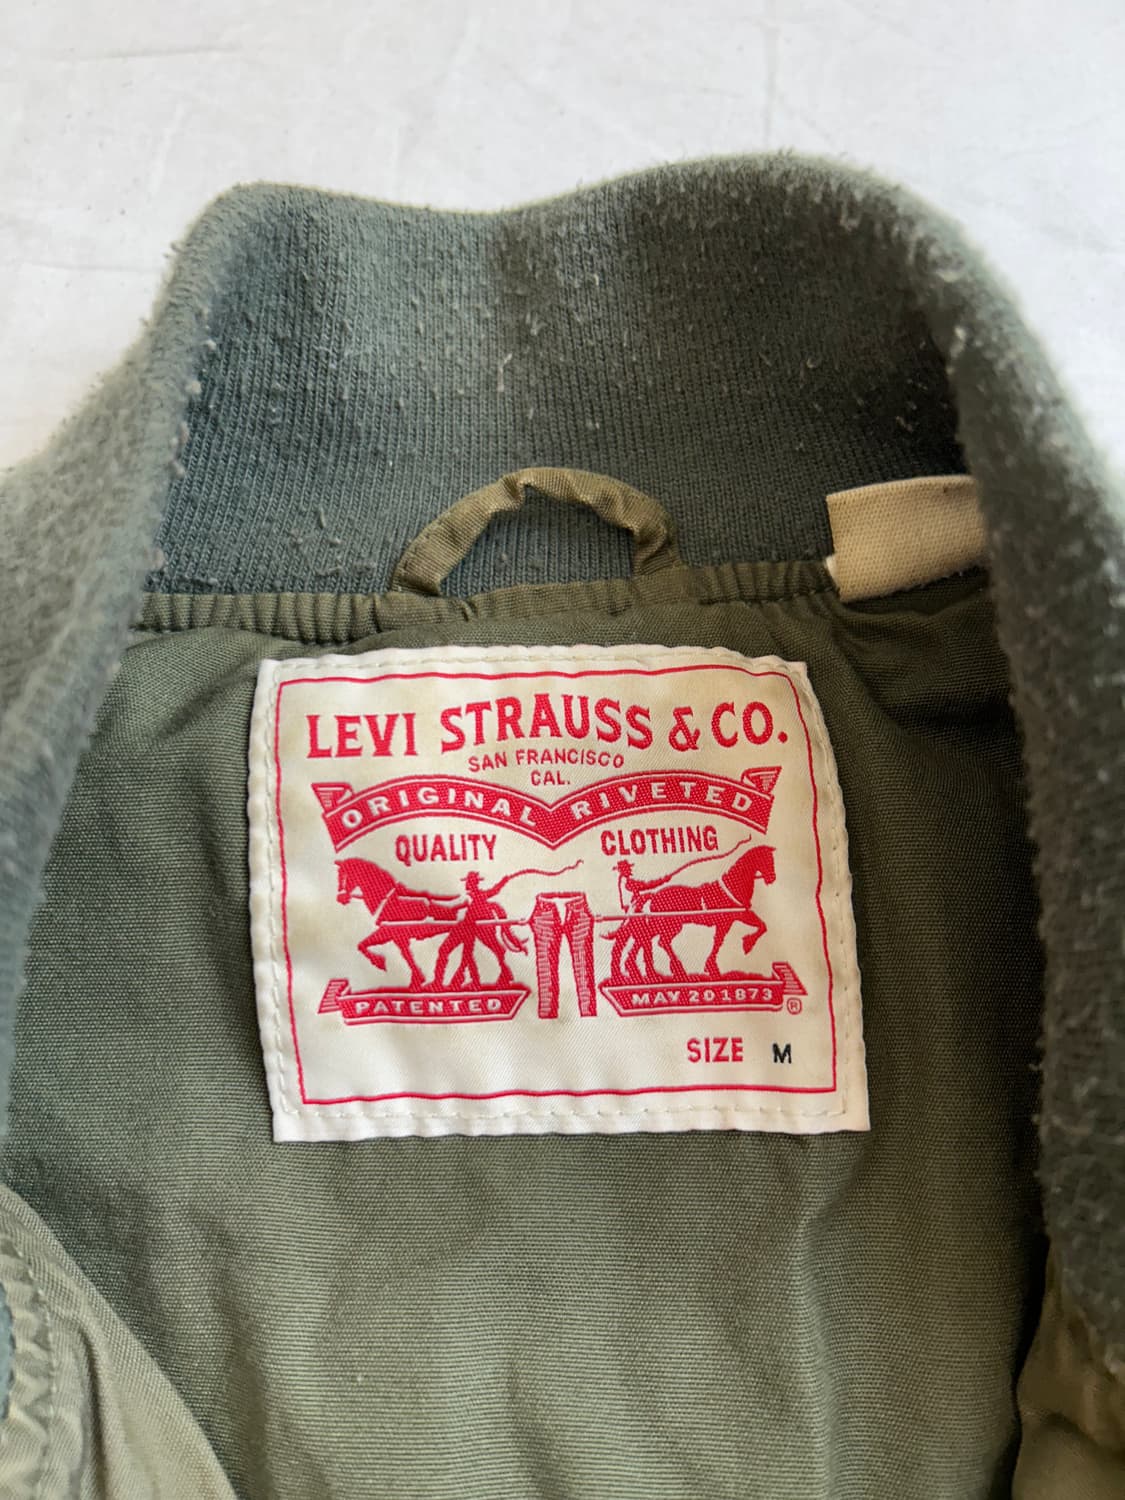 LEVI STRAUSS & CO.
SAN FRANCISCO
CAL.
ORIGINAL RIVETED
QUALITY CLOTHING
PATENTED MAY 20 1873 ®
SIZE M